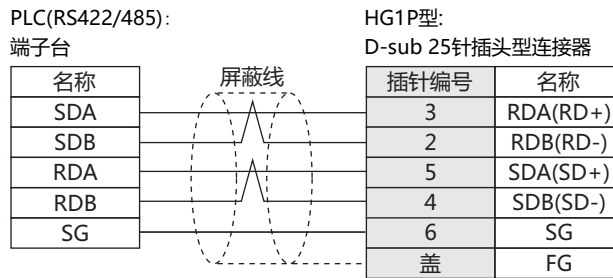 PLC(RS422/485):
端子台
HG1P型:
D-sub 25针插头型连接器
名称
屏蔽线
插针编号
名称
SDA
3
RDA(RD+)
SDB
2
RDB(RD-)
RDA
5
SDA(SD+)
RDB
4
SDB(SD-)
SG
6
SG
盖
FG